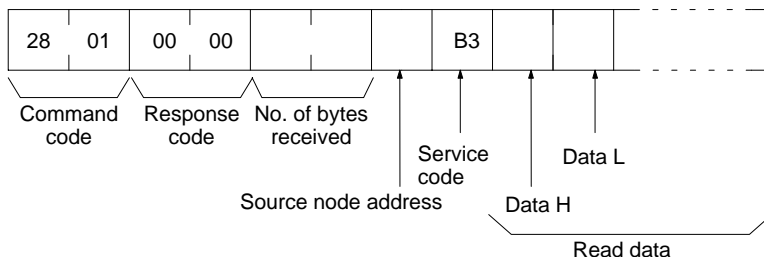 28 01 00 00 B3
Command code
Response code
No. of bytes received
Source node address
Service code
Data H
Data L
Read data